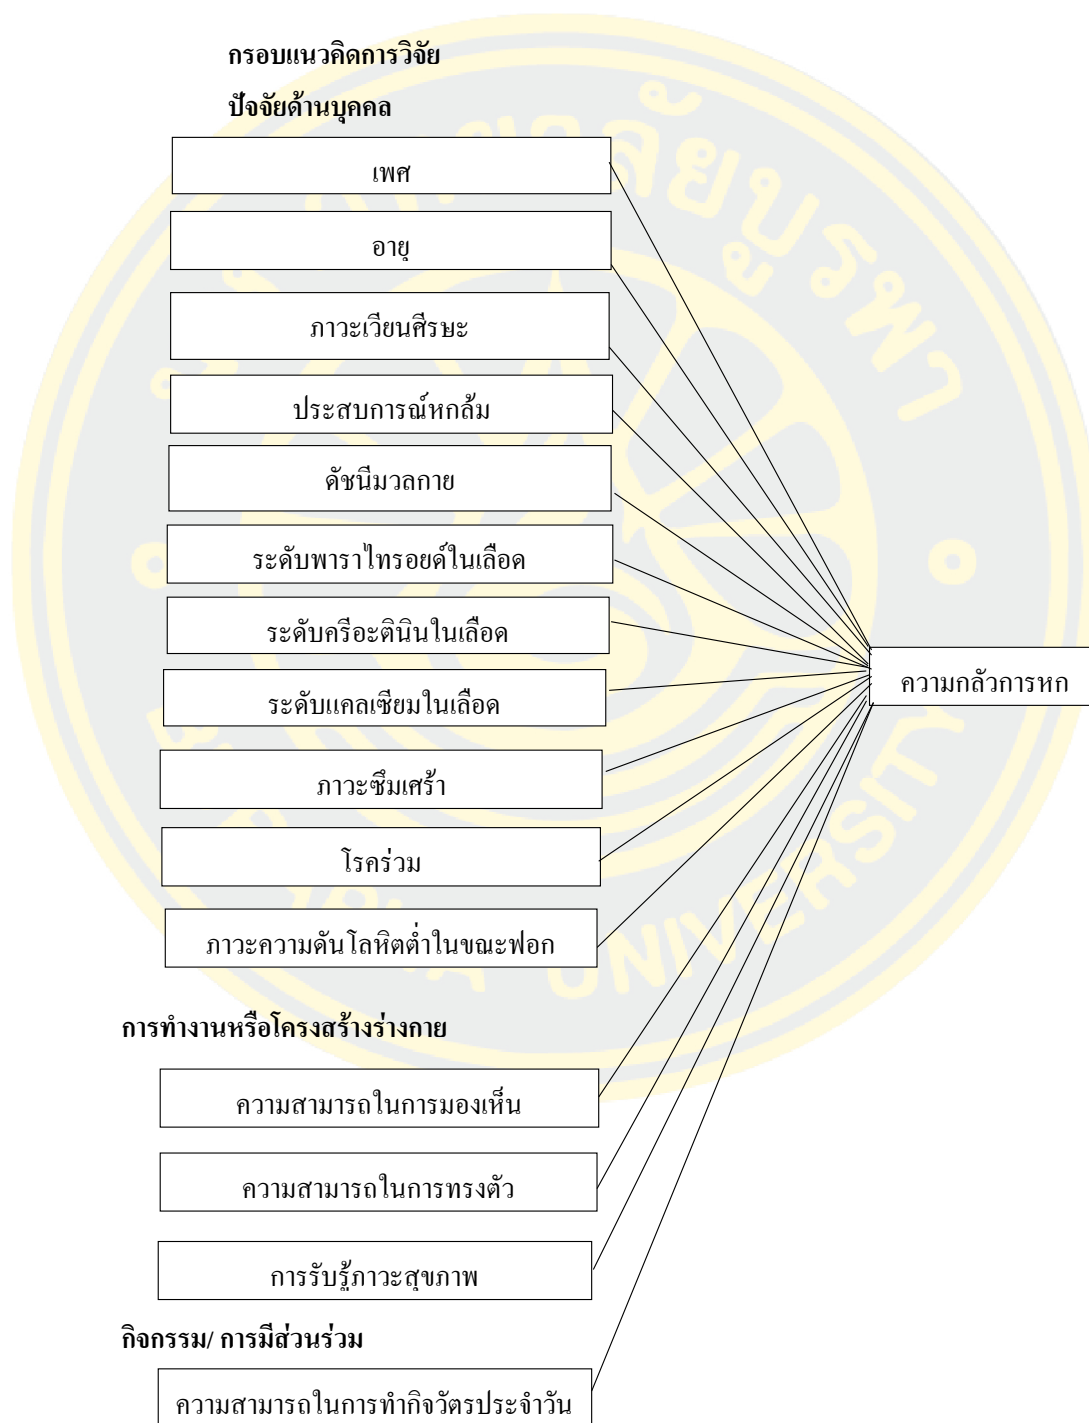 กรอบแนวคิดการวิจัย
ปัจจัยด้านบุคคล
เพศ
อายุ
ภาวะเวียนศีรษะ
ประสบการณ์หกล้ม
ดัชนีมวลกาย
ระดับพาราไทรอยด์ในเลือด
ระดับครีอะตินินในเลือด
ระดับแคลเซียมในเลือด
ความกลัวการหก
ภาวะซึมเศร้า
โรคร่วม
ภาวะความดันโลหิตต่ำในขณะฟอก
การทำงานหรือโครงสร้างร่างกาย
ความสามารถในการมองเห็น
ความสามารถในการทรงตัว
การรับรู้ภาวะสุขภาพ
กิจกรรม/ การมีส่วนร่วม
ความสามารถในการทำกิจวัตรประจำวัน
UNIVERSITY